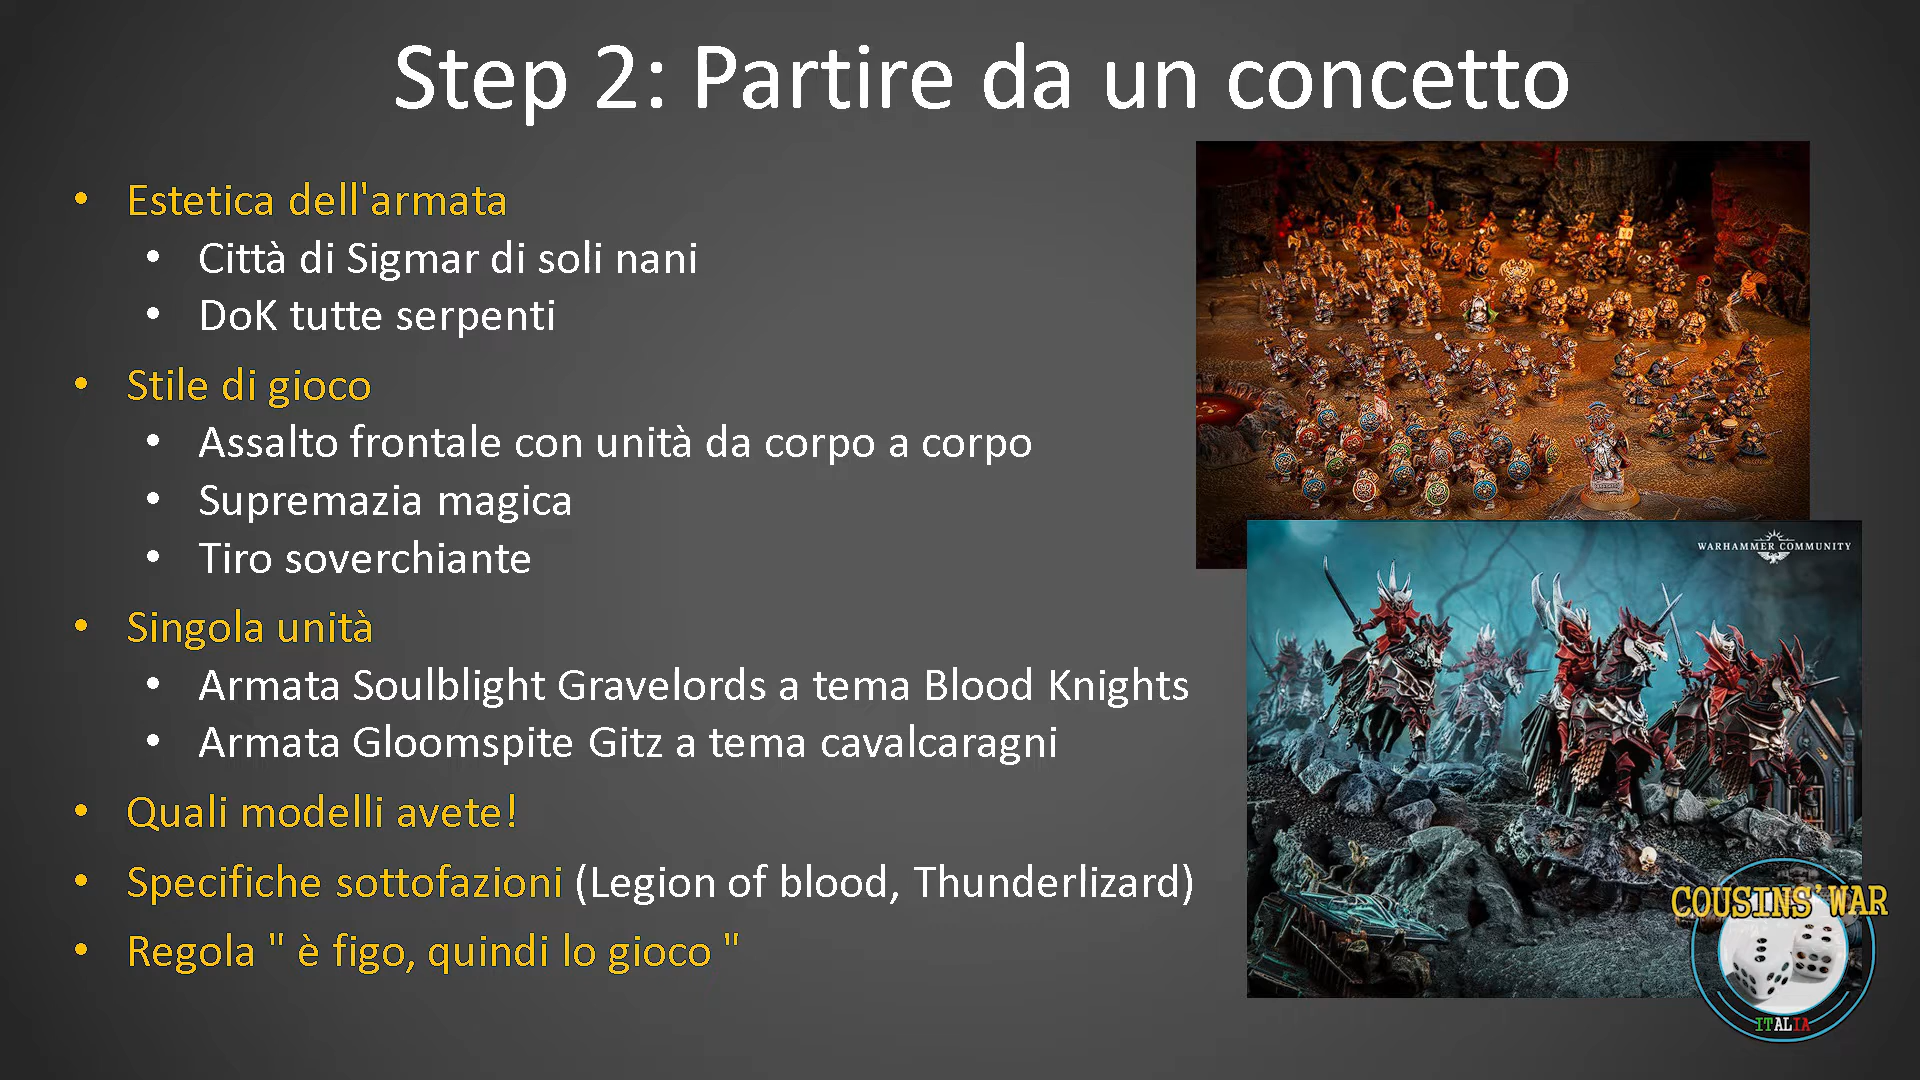 Step 2: Partire da un concetto
• Estetica dell'armata
• Città di Sigmar di soli nani
• DoK tutte serpenti
• Stile di gioco
• Assalto frontale con unità da corpo a corpo
• Supremazia magica
• Tiro soverchiante
• Singola unità
• Armata Soulblight Gravelords a tema Blood Knights
• Armata Gloomspite Gitz a tema cavalcaragni
• Quali modelli avete!
• Specifiche sottofazioni (Legion of blood, Thunderlizard)
• Regola " è figo, quindi lo gioco "
WARHAMMER COMMUNITY
COUSINS' WAR
ITALIA